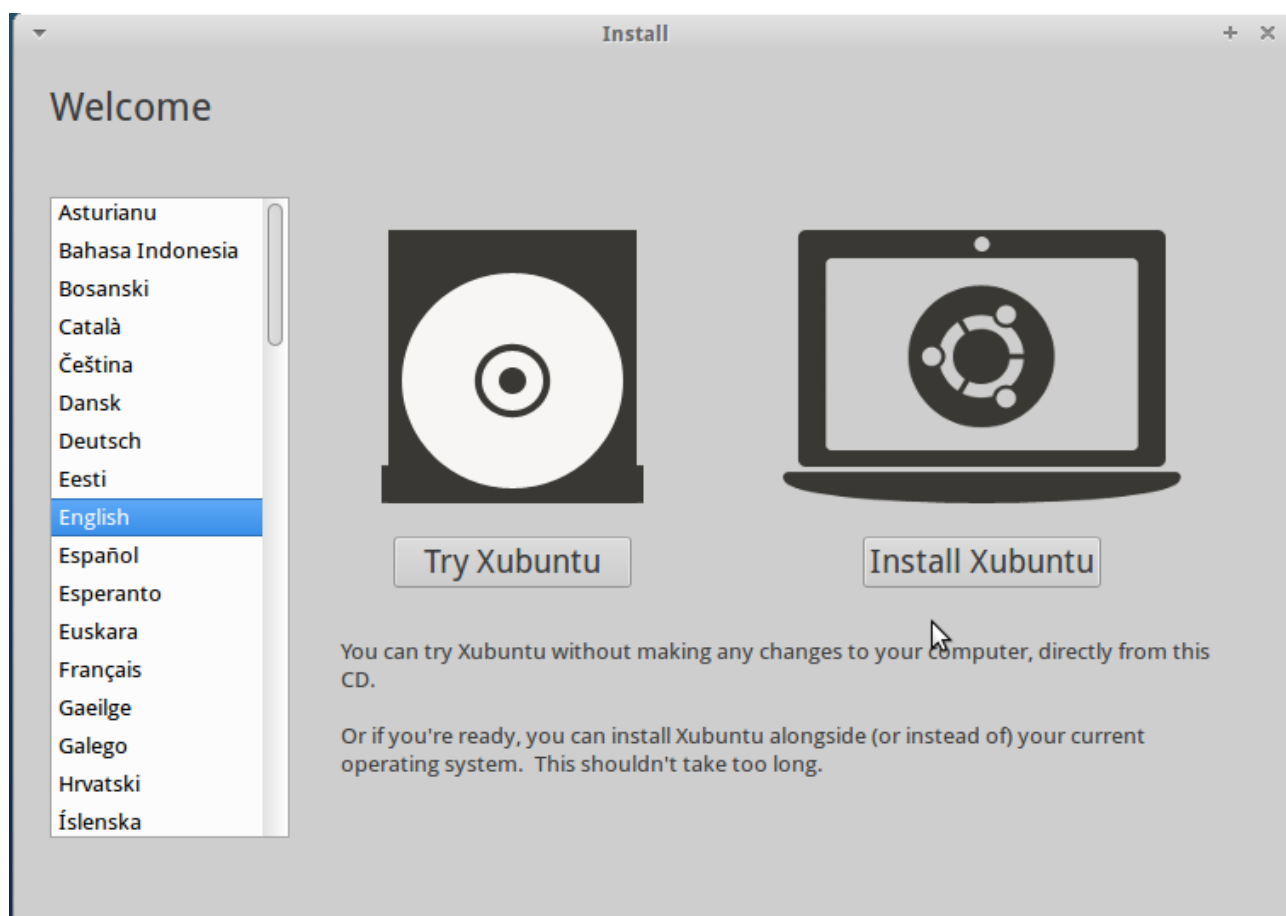 Install
Welcome
Asturianu
Bahasa Indonesia
Bosanski
Català
Čeština
Dansk
Deutsch
Eesti
English
Español
Esperanto
Euskara
Français
Gaeilge
Galego
Hrvatski
Íslenska
Try Xubuntu
Install Xubuntu
You can try Xubuntu without making any changes to your computer, directly from this
CD.
Or if you're ready, you can install Xubuntu alongside (or instead of) your current
operating system.  This shouldn't take too long.